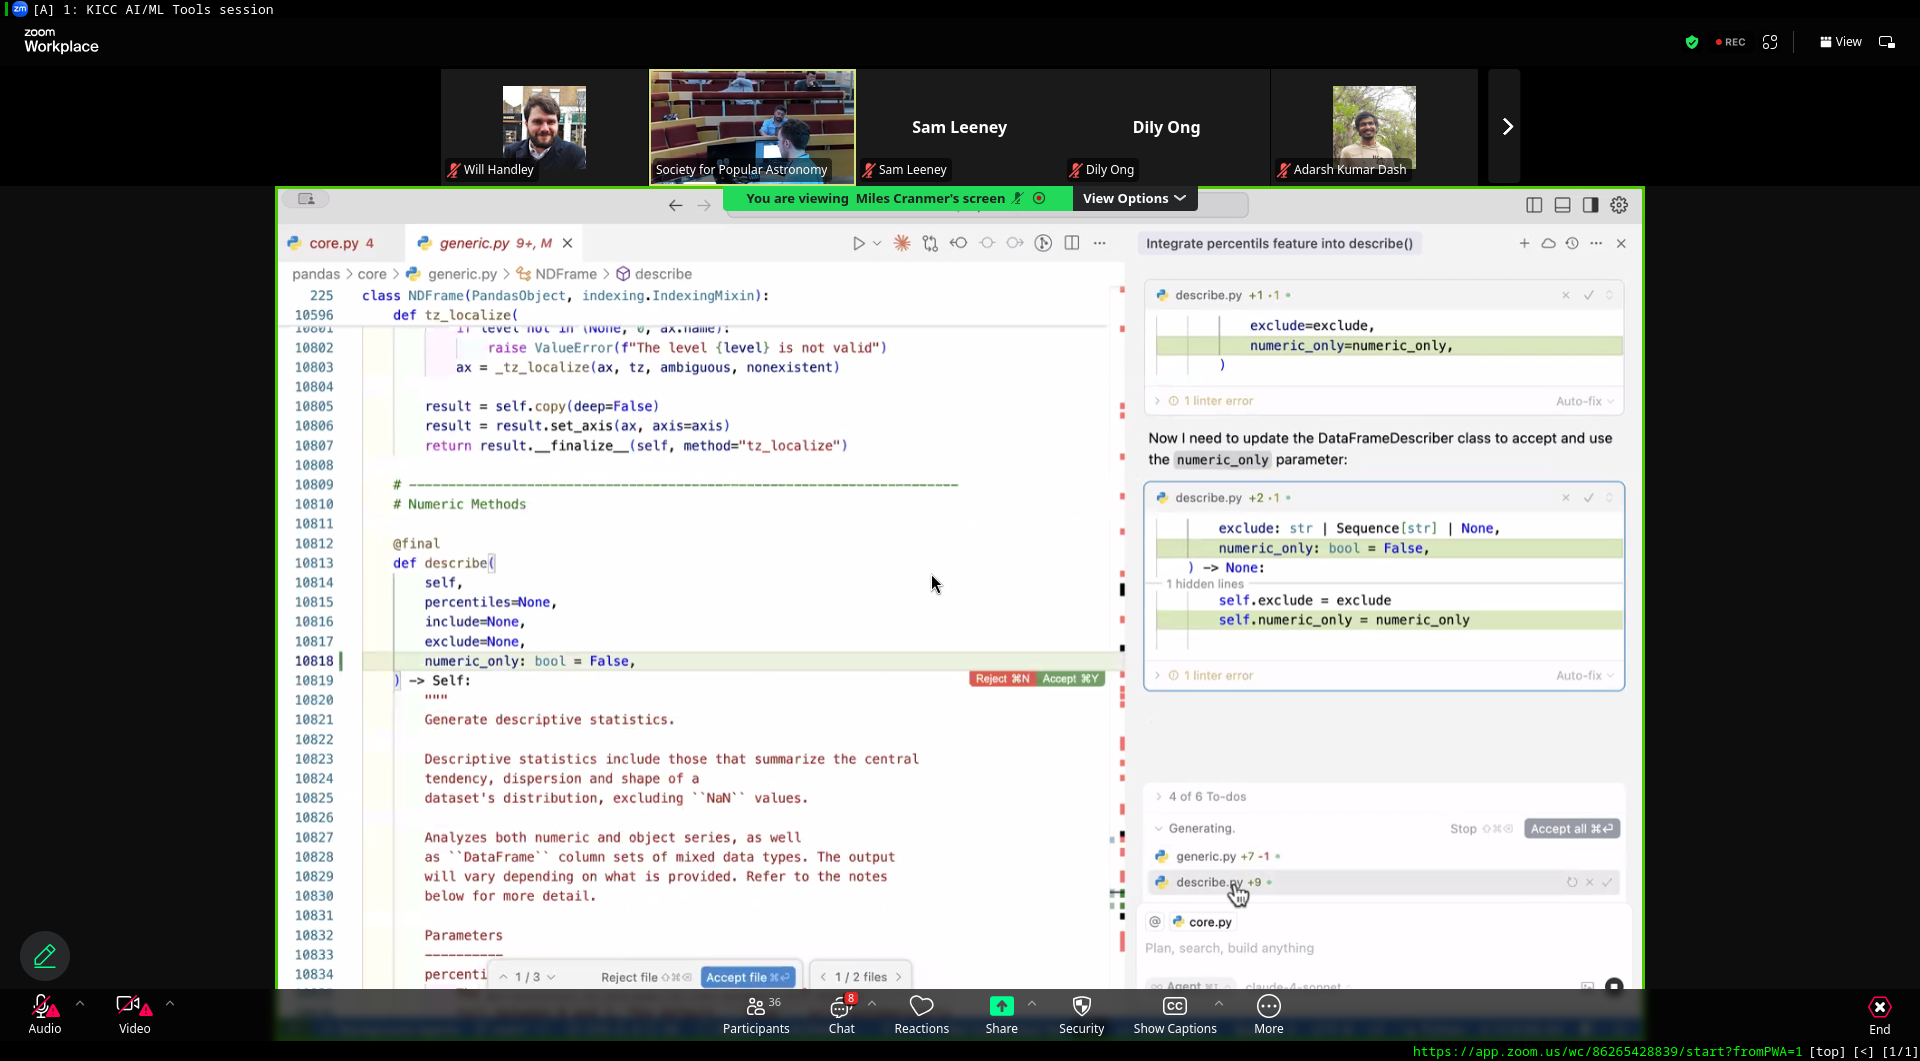 [A] 1: KICC AI/ML Tools session
zoom
Workplace
REC
View
Will Handley
Society for Popular Astronomy
Sam Leeney
Sam Leeney
Dily Ong
Dily Ong
Adarsh Kumar Dash
You are viewing Miles Cranmer's screen
View Options
core.py 4
generic.py 9+, M
pandas > core > generic.py > NDFrame > describe
225 class NDFrame(PandasObject, indexing.IndexingMixin):
10596 def tz_localize(
10801 if level not in (None, 0, ax.name):
10802 raise ValueError(f"The level {level} is not valid")
10803 ax = _tz_localize(ax, tz, ambiguous, nonexistent)
10804
10805 result = self.copy(deep=False)
10806 result = result.set_axis(ax, axis=axis)
10807 return result.__finalize__(self, method="tz_localize")
10808
10809 # ----------------------------------------------------------------------
10810 # Numeric Methods
10811
10812 @final
10813 def describe(
10814 self,
10815 percentiles=None,
10816 include=None,
10817 exclude=None,
10818 numeric_only: bool = False,
10819 ) -> Self:
Reject ⌘N Accept ⌘Y
10820 """
10821 Generate descriptive statistics.
10822
10823 Descriptive statistics include those that summarize the central
10824 tendency, dispersion and shape of a
10825 dataset's distribution, excluding ``NaN`` values.
10826
10827 Analyzes both numeric and object series, as well
10828 as ``DataFrame`` column sets of mixed data types. The output
10829 will vary depending on what is provided. Refer to the notes
10830 below for more detail.
10831
10832 Parameters
10833 ----------
10834 percenti
1 / 3 Reject file ⇧⌘⌫ Accept file ⌘⏎ 1 / 2 files
Integrate percentils feature into describe()
describe.py +1 -1
exclude=exclude,
numeric_only=numeric_only,
)
1 linter error Auto-fix
Now I need to update the DataFrameDescriber class to accept and use
the numeric_only parameter:
describe.py +2 -1
exclude: str | Sequence[str] | None,
numeric_only: bool = False,
) -> None:
1 hidden lines
self.exclude = exclude
self.numeric_only = numeric_only
1 linter error Auto-fix
4 of 6 To-dos
Generating. Stop ⇧⌘⌫ Accept all ⌘⏎
generic.py +7 -1
describe.py +9
@ core.py
Plan, search, build anything
Agent ⌘I claude-4-sonnet
Audio
Video
Participants 36
Chat 8
Reactions
Share
Security
CC
Show Captions
More
End
https://app.zoom.us/wc/86265428839/start?fromPWA=1 [top] [<] [1/1]